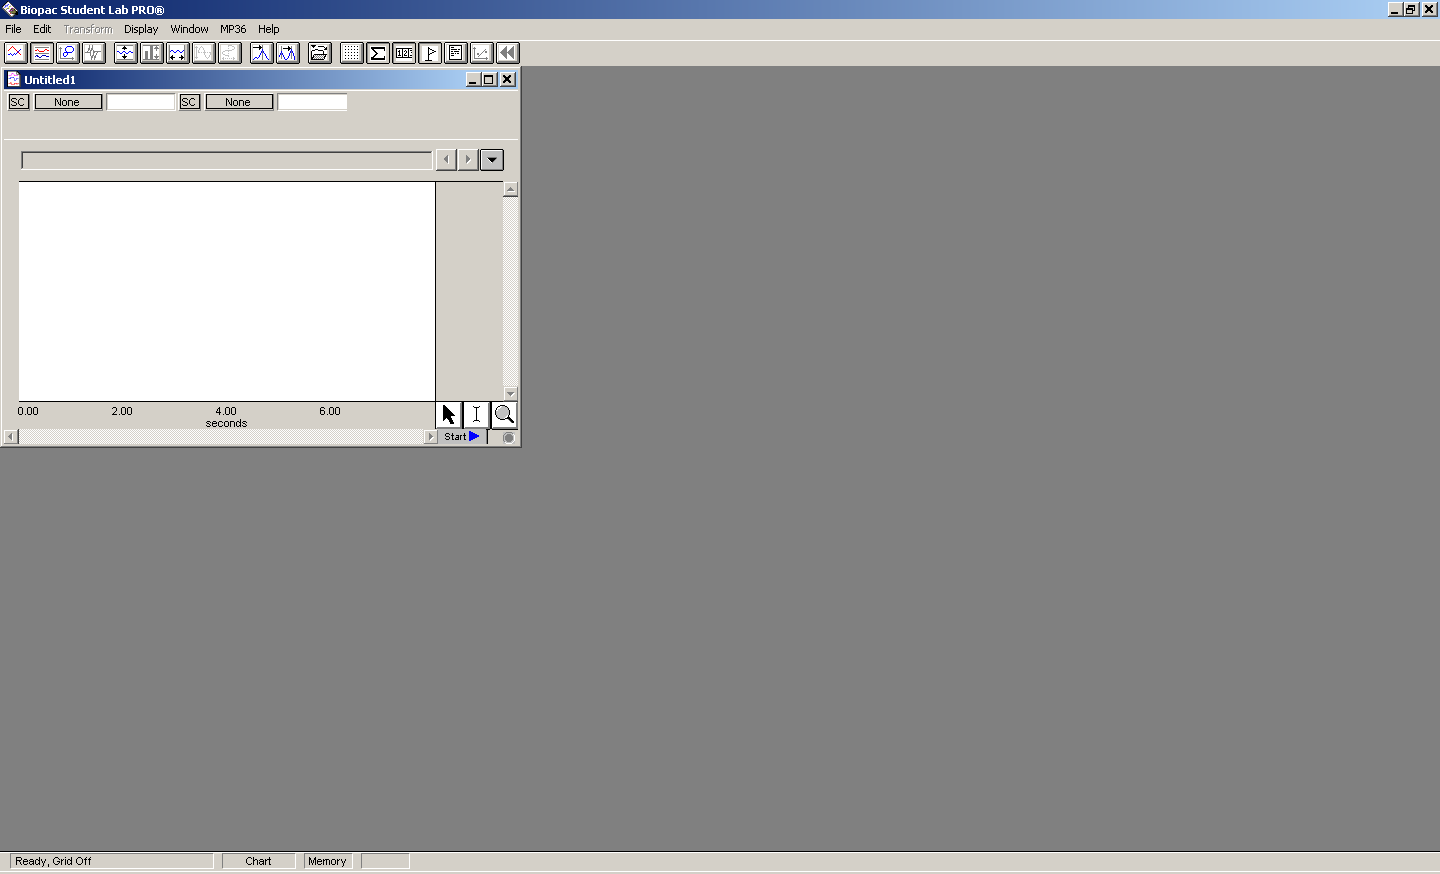 Biopac Student Lab PRO®
File Edit Transform Display Window MP36 Help
Untitled1
SC None SC None
0.00 2.00 4.00 6.00
seconds
Start
Ready, Grid Off Chart Memory